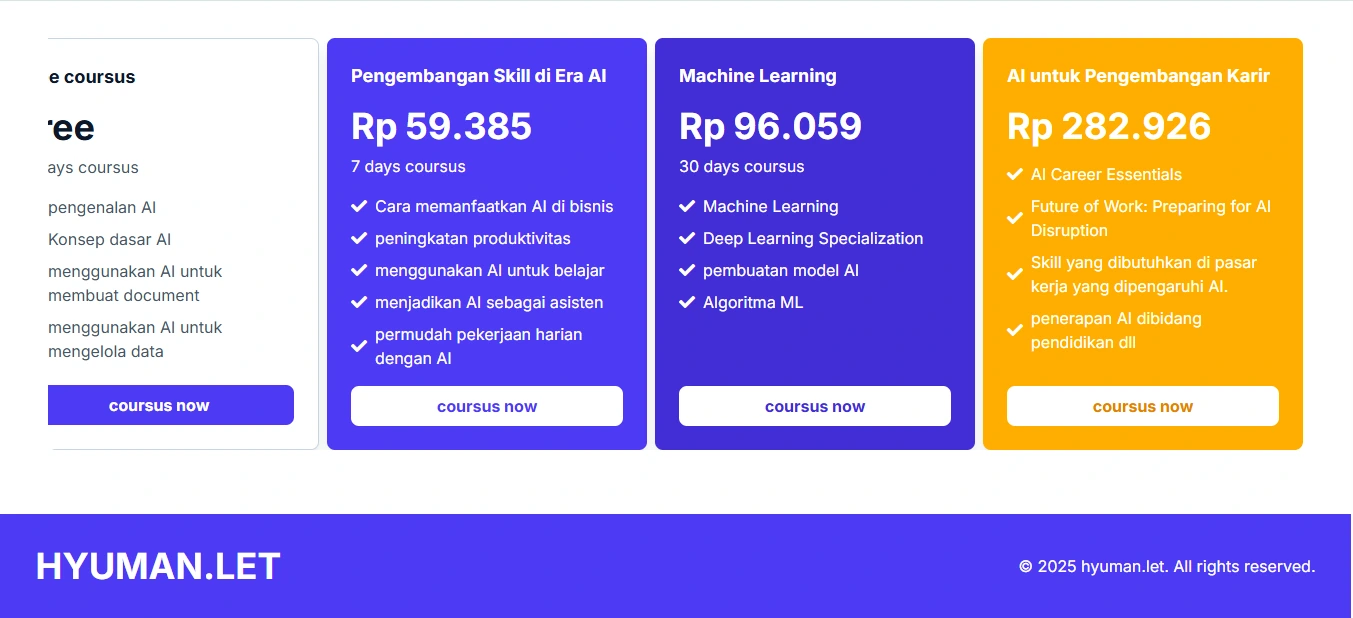 e coursus
ree
ays coursus
pengenalan AI
Konsep dasar AI
menggunakan AI untuk
membuat document
menggunakan AI untuk
mengelola data
coursus now
Pengembangan Skill di Era AI
Rp 59.385
7 days coursus
Cara memanfaatkan AI di bisnis
peningkatan produktivitas
menggunakan AI untuk belajar
menjadikan AI sebagai asisten
permudah pekerjaan harian
dengan AI
coursus now
Machine Learning
Rp 96.059
30 days coursus
Machine Learning
Deep Learning Specialization
pembuatan model AI
Algoritma ML
coursus now
AI untuk Pengembangan Karir
Rp 282.926
AI Career Essentials
Future of Work: Preparing for AI
Disruption
Skill yang dibutuhkan di pasar
kerja yang dipengaruhi AI.
penerapan AI dibidang
pendidikan dll
coursus now
HYUMAN.LET
© 2025 hyuman.let. All rights reserved.